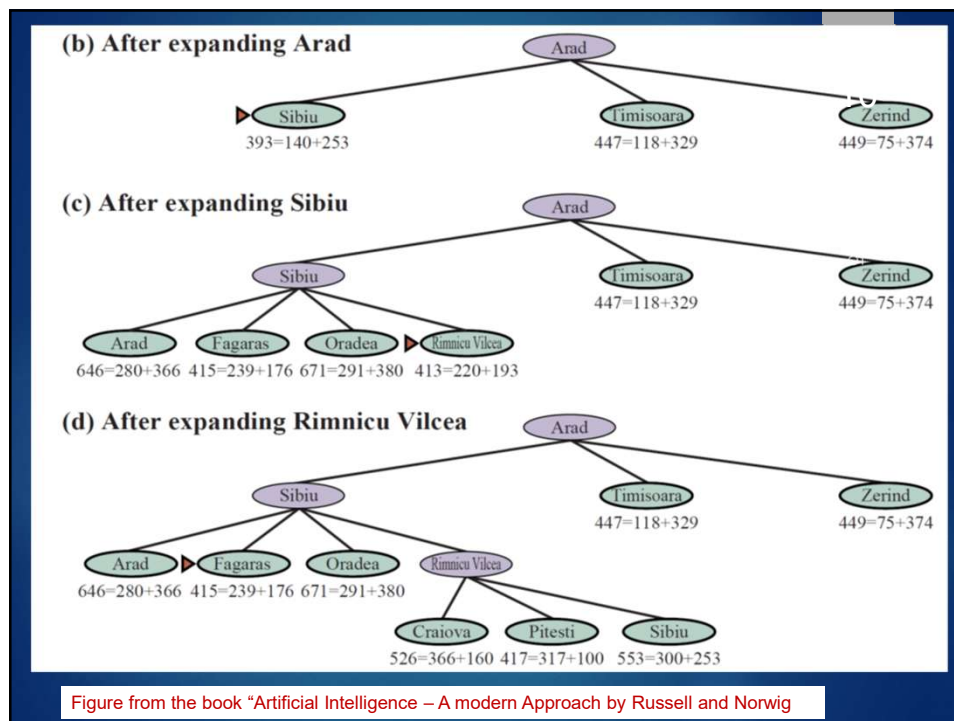 (b) After expanding Arad
Arad
Sibiu Timisoara Zerind
393=140+253 447=118+329 449=75+374
(c) After expanding Sibiu
Arad
Sibiu Timisoara Zerind
447=118+329 449=75+374
Arad Fagaras Oradea Rimnicu Vilcea
646=280+366 415=239+176 671=291+380 413=220+193
(d) After expanding Rimnicu Vilcea
Arad
Sibiu Timisoara Zerind
447=118+329 449=75+374
Arad Fagaras Oradea Rimnicu Vilcea
646=280+366 415=239+176 671=291+380
Craiova Pitesti Sibiu
526=366+160 417=317+100 553=300+253
Figure from the book “Artificial Intelligence – A modern Approach by Russell and Norwig